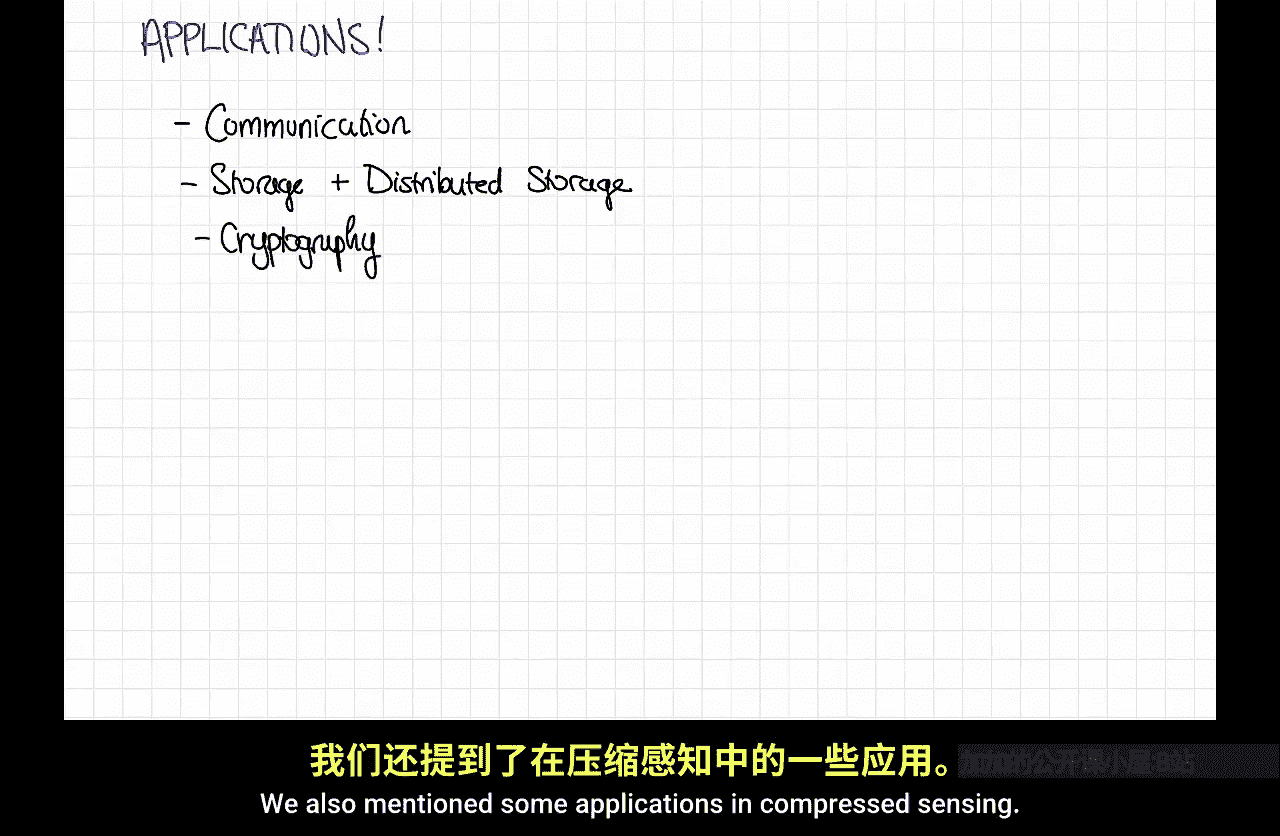 APPLICATIONS!
- Communication
- Storage + Distributed Storage
- Cryptography
我们还提到了在压缩感知中的一些应用。
We also mentioned some applications in compressed sensing.